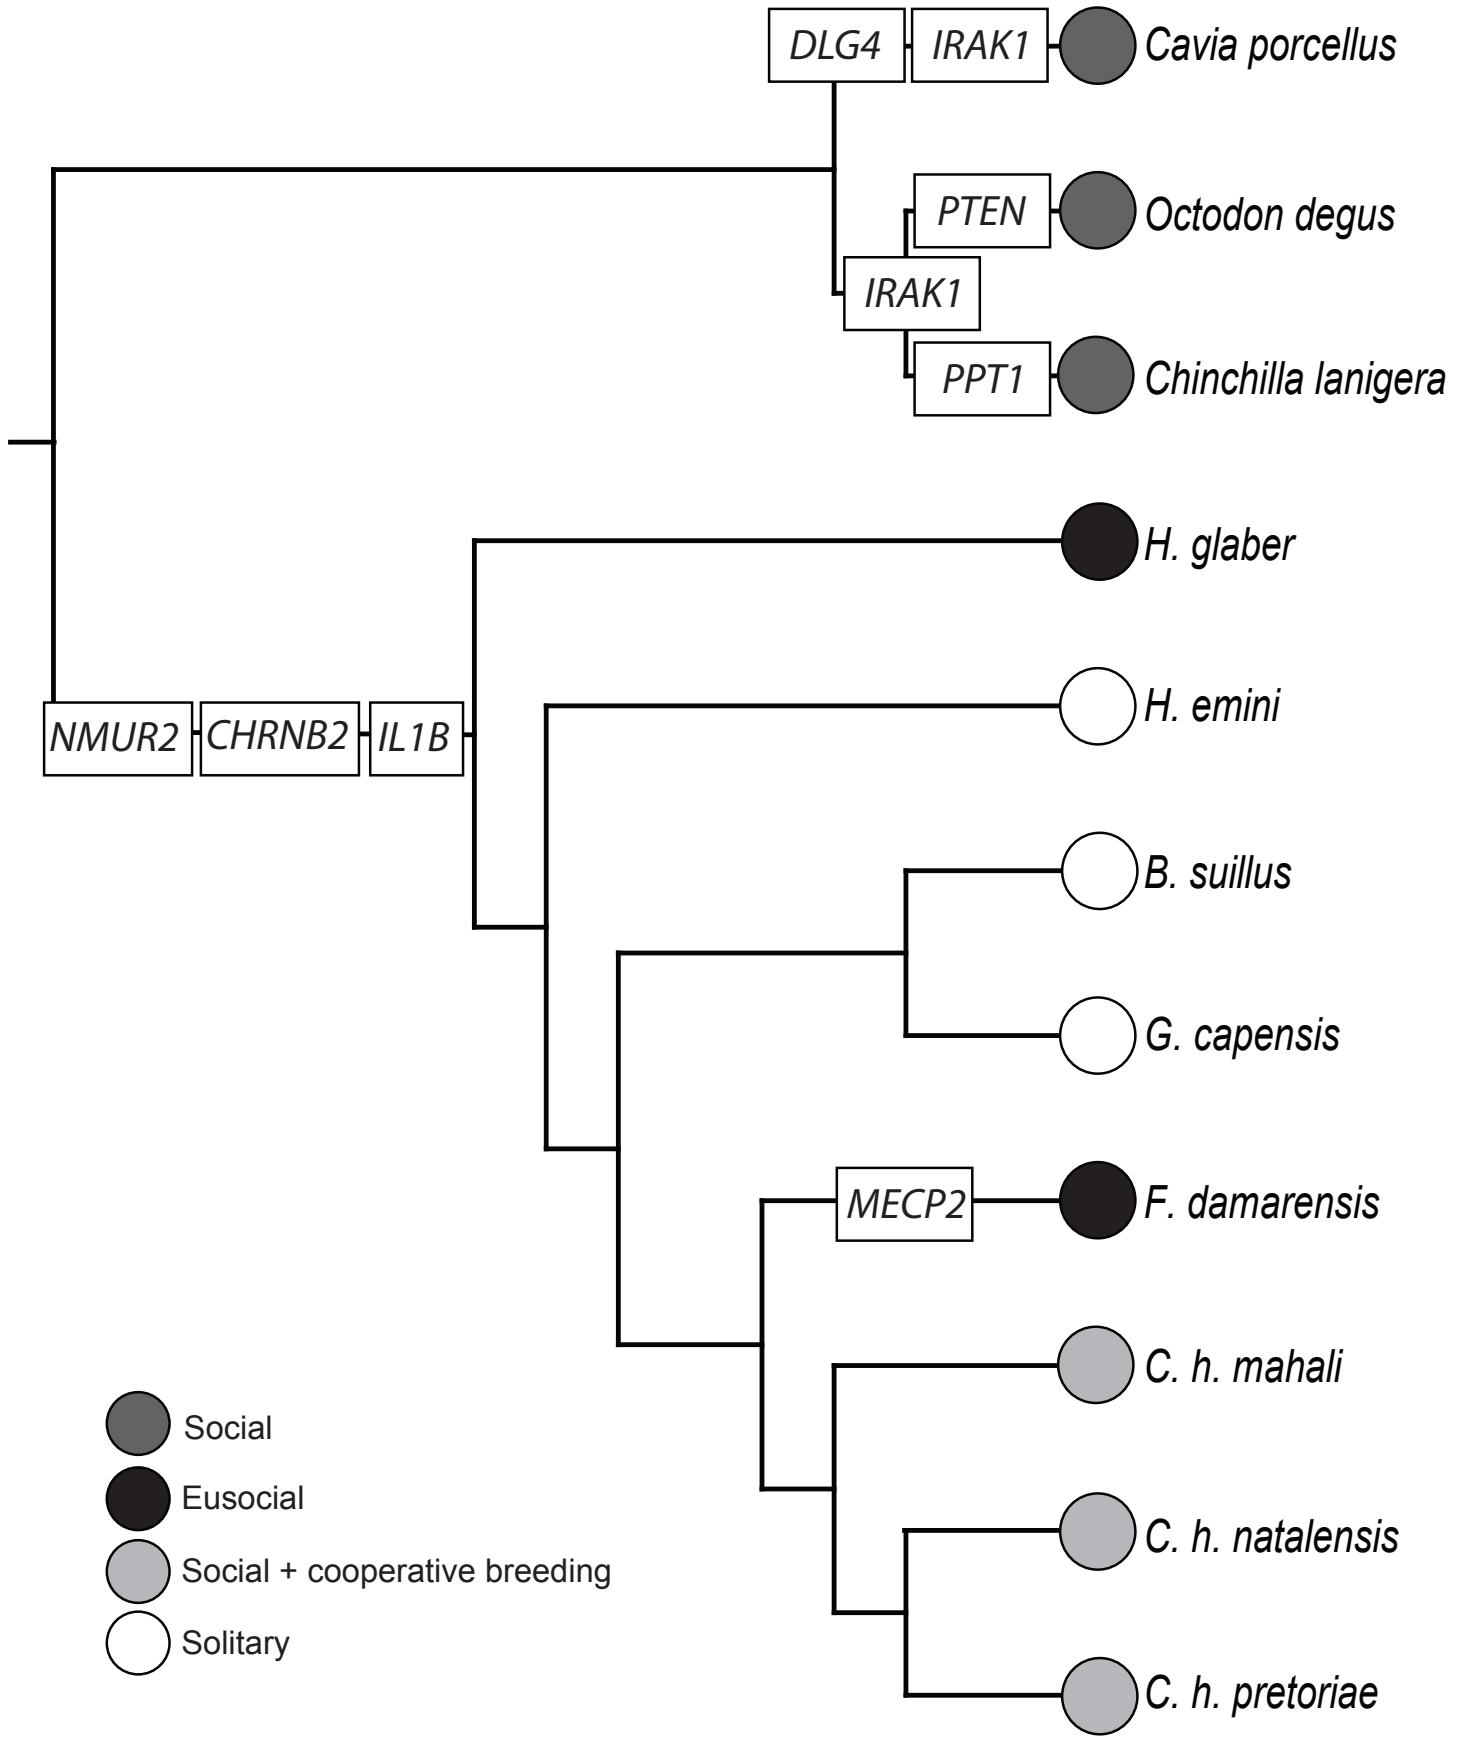 DLG4 IRAK1 Cavia porcellus
PTEN Octodon degus
IRAK1
PPT1 Chinchilla lanigera
H. glaber
H. emini
NMUR2 CHRNB2 IL1B
B. suillus
G. capensis
MECP2 F. damarensis
C. h. mahali
Social
Eusocial
C. h. natalensis
Social + cooperative breeding
Solitary
C. h. pretoriae